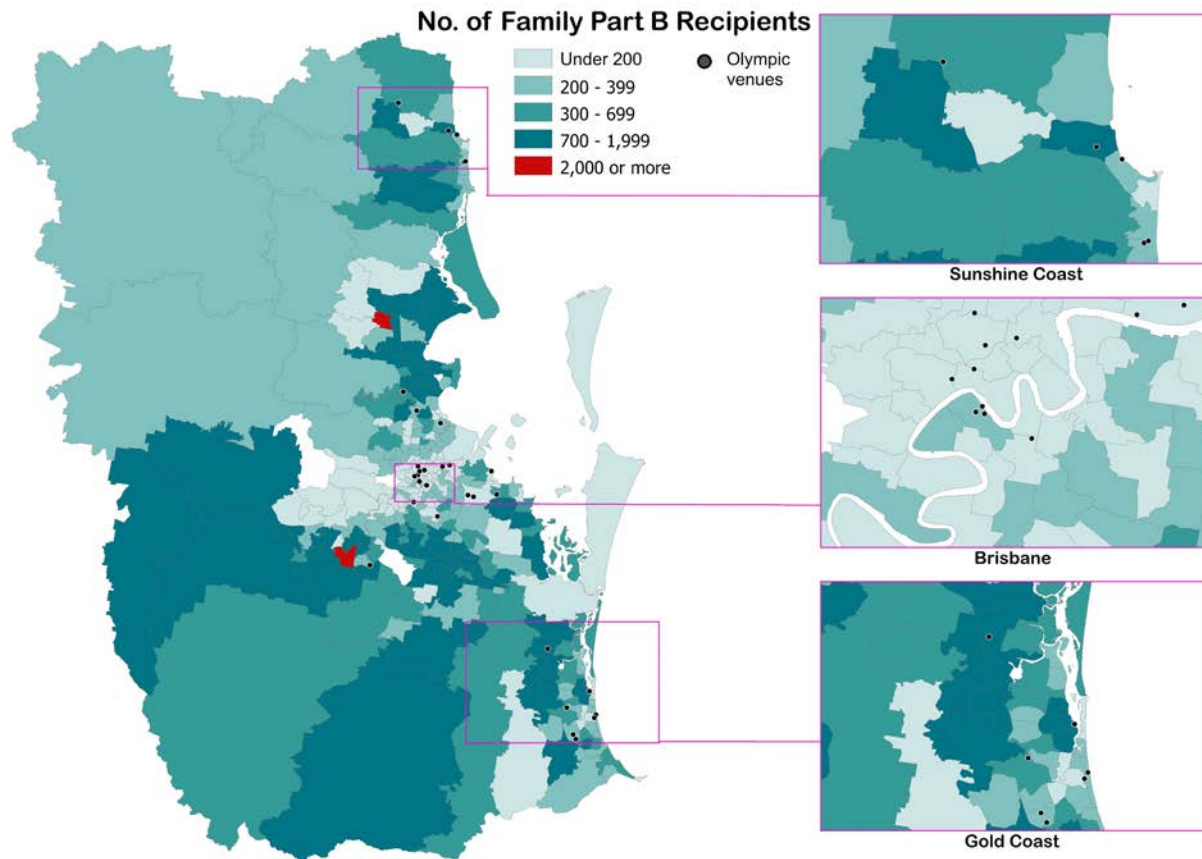 No. of Family Part B Recipients
Under 200
200 - 399
300 - 699
700 - 1,999
2,000 or more
Olympic
venues
Sunshine Coast
Brisbane
Gold Coast